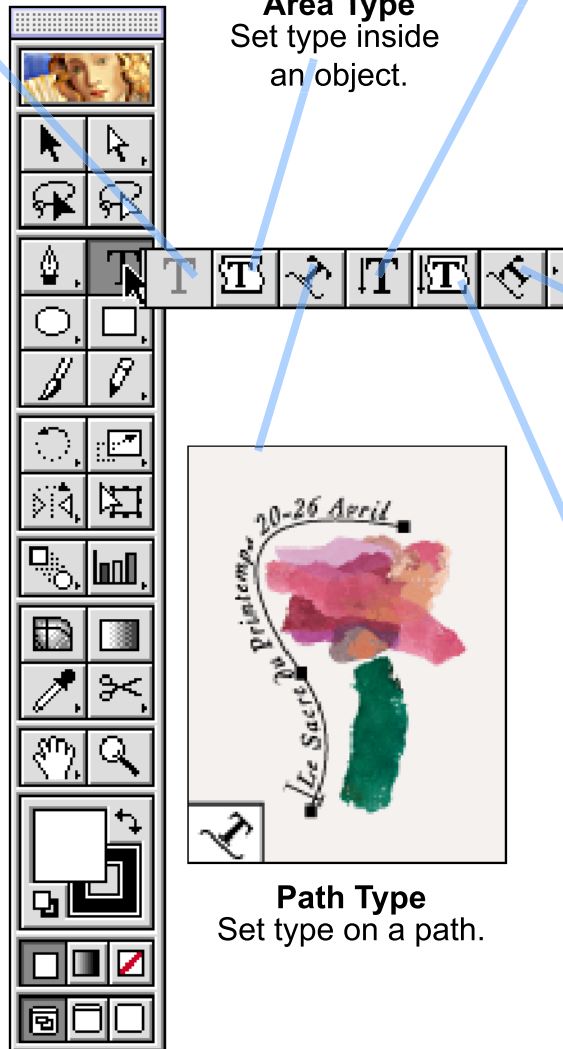 Area Type
Set type inside
an object.
Le Sacre Du Printemps 20-26 Avril
Path Type
Set type on a path.